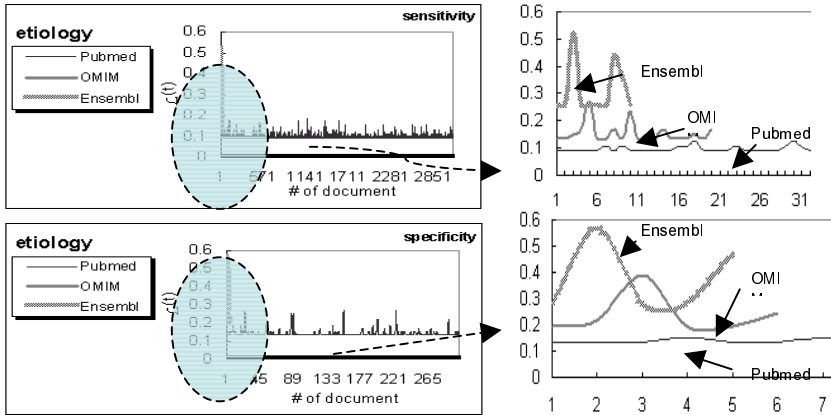 sensitivity
etiology
Pubmed
OMIM
Ensembl
0.6
0.5
0.4
0.3
0.2
0.1
0
(t)
1 571 1141 1711 2281 2851
# of document
0.6
0.5
0.4
0.3
0.2
0.1
0
Ensembl
OMI
Pubmed
1 6 11 16 21 26 31
specificity
etiology
Pubmed
OMIM
Ensembl
0.6
0.5
0.4
0.3
0.2
0.1
0
(t)
1 45 89 133 177 221 265
# of document
0.6
0.5
0.4
0.3
0.2
0.1
0
Ensembl
OMI
Pubmed
1 2 3 4 5 6 7